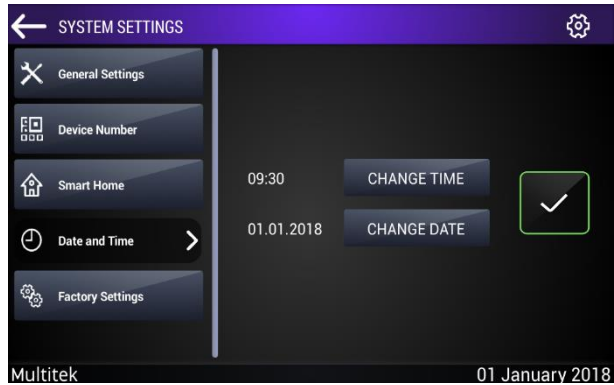 SYSTEM SETTINGS
General Settings
Device Number
Smart Home
Date and Time
Factory Settings
09:30 CHANGE TIME
01.01.2018 CHANGE DATE
Multitek 01 January 2018